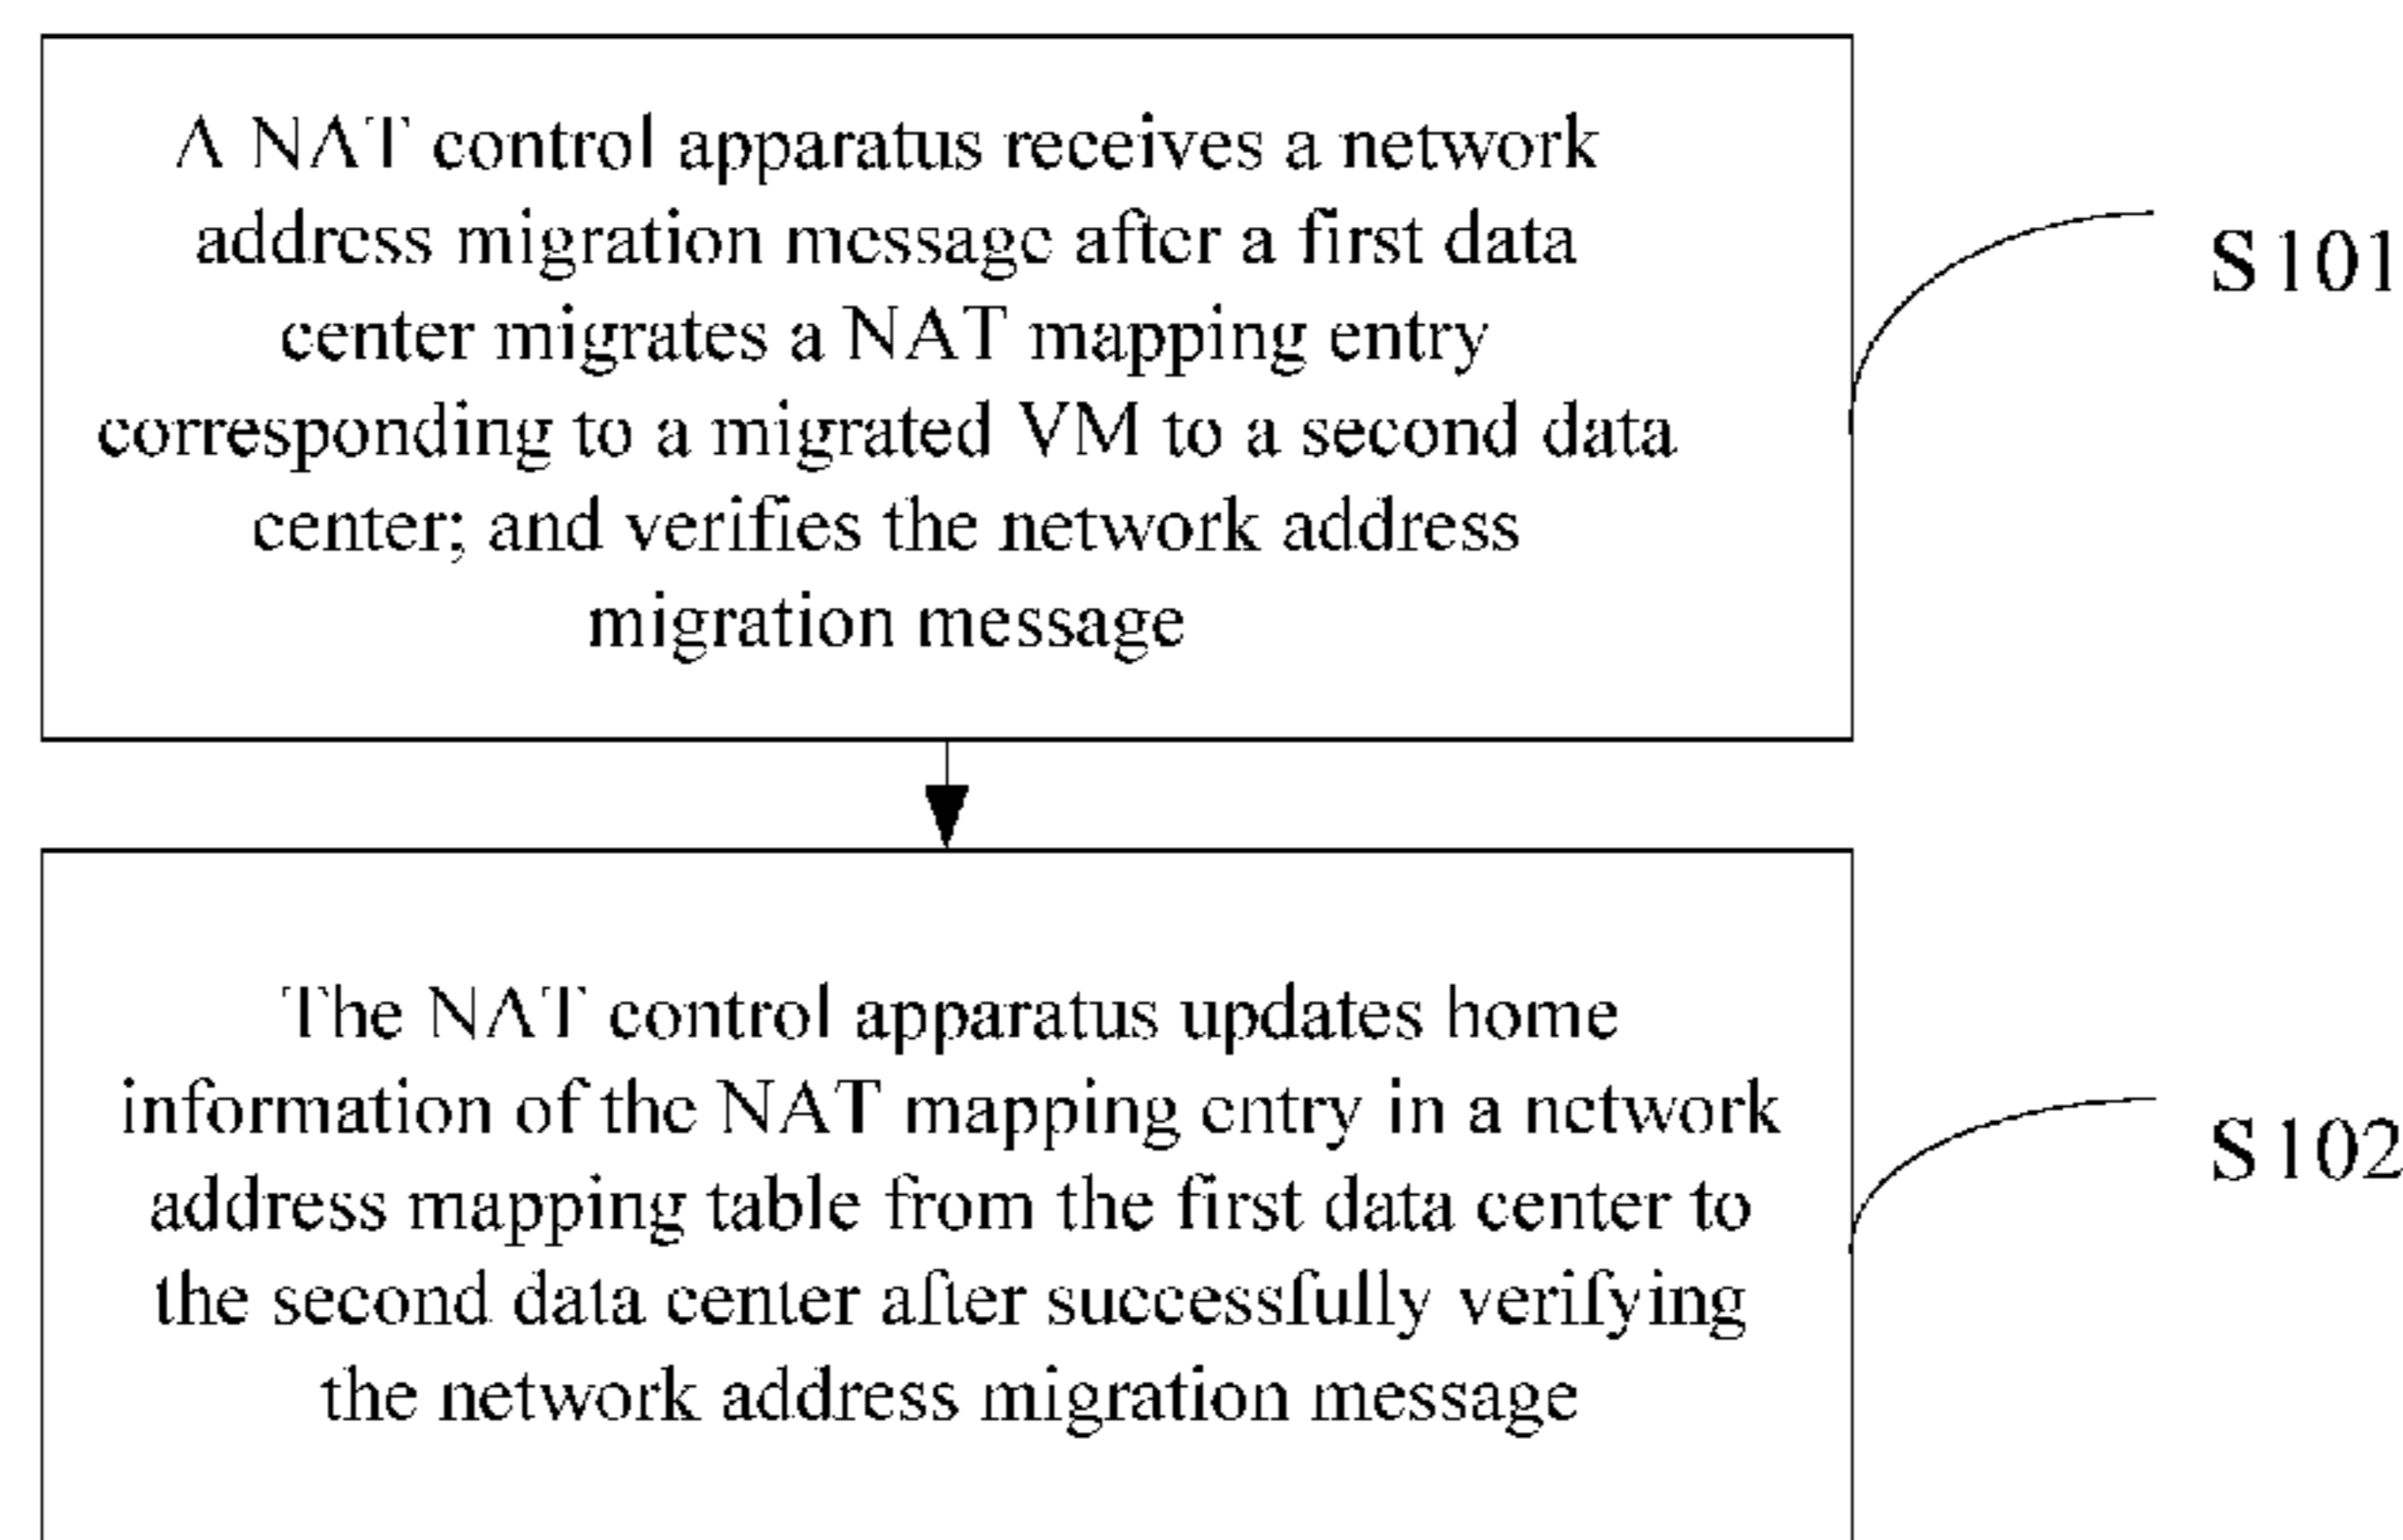 A NAT control apparatus receives a network
address migration message after a first data
center migrates a NAT mapping entry
corresponding to a migrated VM to a second data
center; and verifies the network address
migration message
S101
The NAT control apparatus updates home
information of the NAT mapping entry in a network
address mapping table from the first data center to
the second data center after successfully verifying
the network address migration message
S102